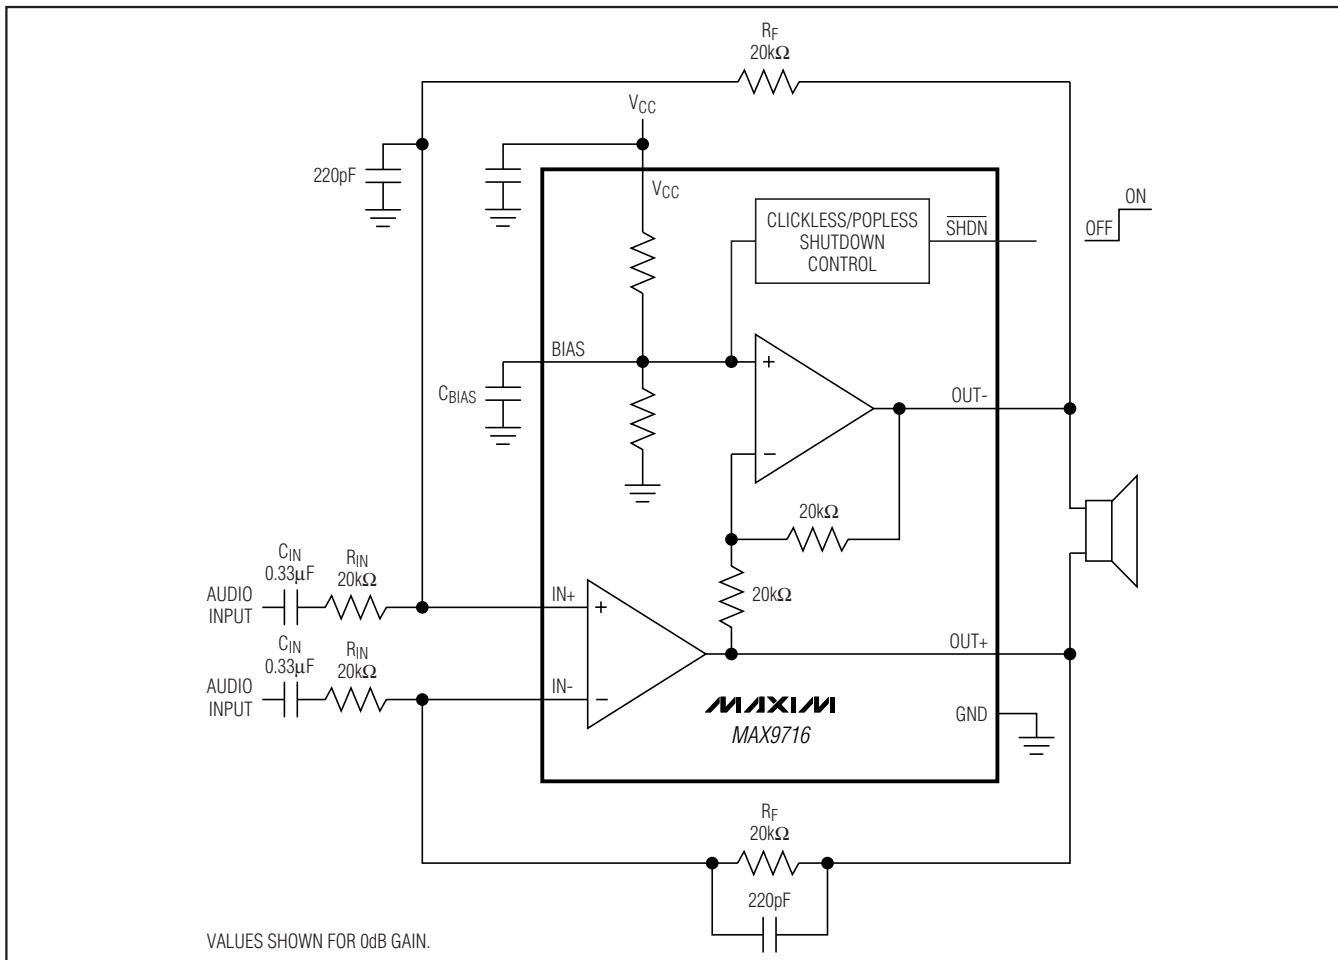 RF
20kΩ
VCC
220pF
VCC
CLICKLESS/POPLESS
SHUTDOWN
CONTROL
SHDN
OFF
ON
BIAS
CBIAS
+
−
OUT-
20kΩ
20kΩ
CIN
0.33μF
RIN
20kΩ
AUDIO
INPUT
IN+
+
CIN
0.33μF
RIN
20kΩ
AUDIO
INPUT
IN-
−
OUT+
MAXIM
MAX9716
GND
RF
20kΩ
220pF
VALUES SHOWN FOR 0dB GAIN.